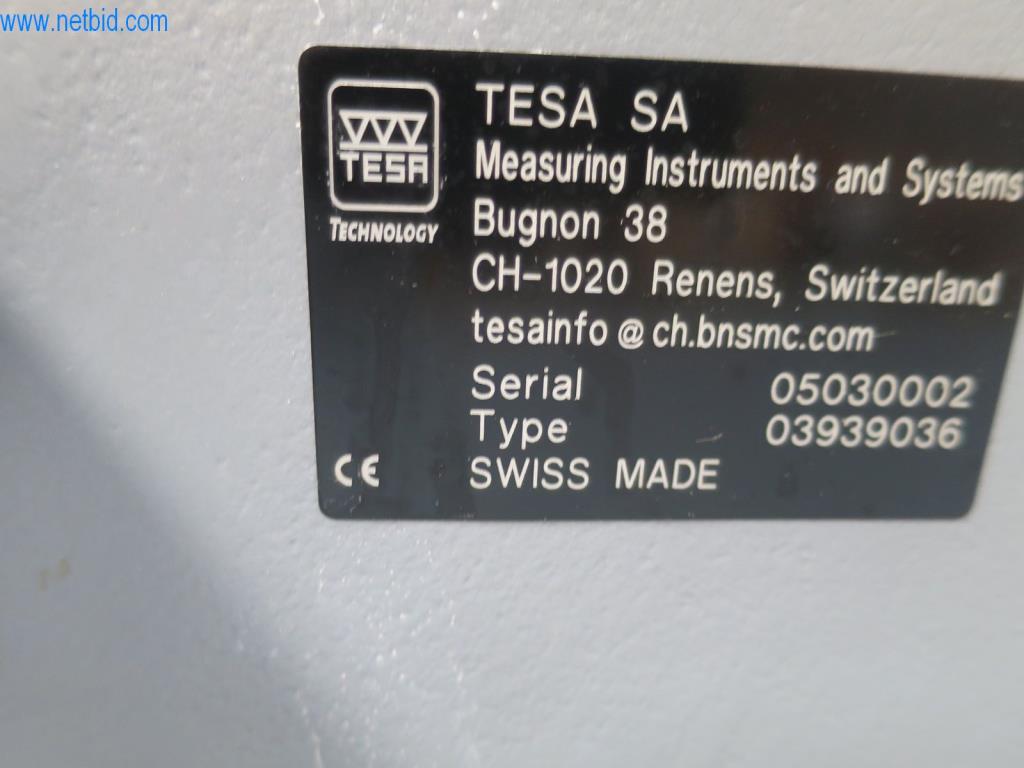 www.netbid.com
TESA
TECHNOLOGY
TESA SA
Measuring Instruments and Systems
Bugnon 38
CH-1020 Renens, Switzerland
tesainfo@ch.bnsmc.com
Serial 05030002
Type 03939036
CE SWISS MADE